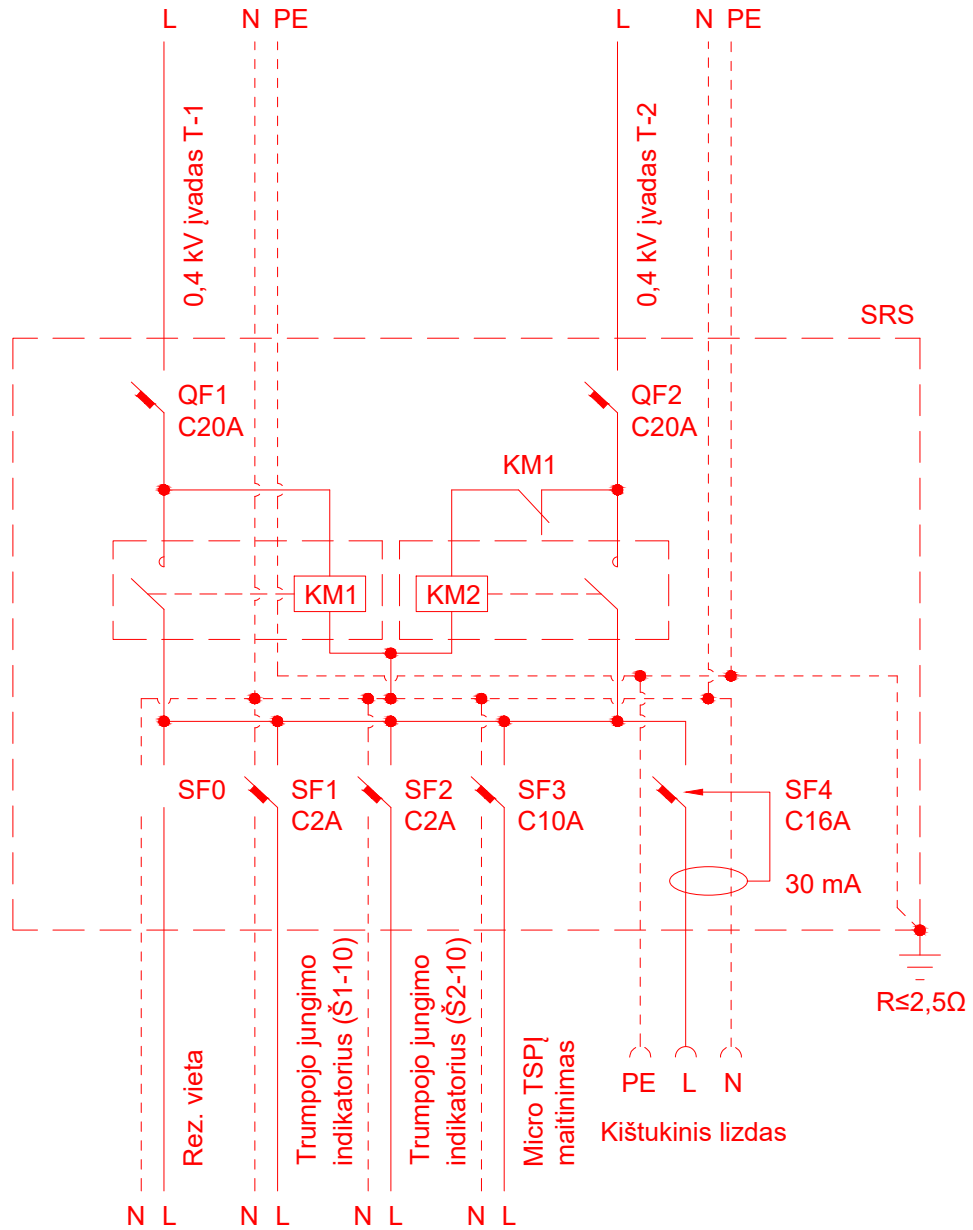 L
N PE
L
N PE
0,4 kV įvadas T-1
0,4 kV įvadas T-2
SRS
QF1
C20A
QF2
C20A
KM1
KM1
KM2
SF0
SF1
C2A
SF2
C2A
SF3
C10A
SF4
C16A
30 mA
R≤2,5Ω
Rez. vieta
Trumpojo jungimo
indikatorius (Š1-10)
Trumpojo jungimo
indikatorius (Š2-10)
Micro TSPĮ
maitinimas
PE L N
Kištukinis lizdas
N L
N L
N L
N L